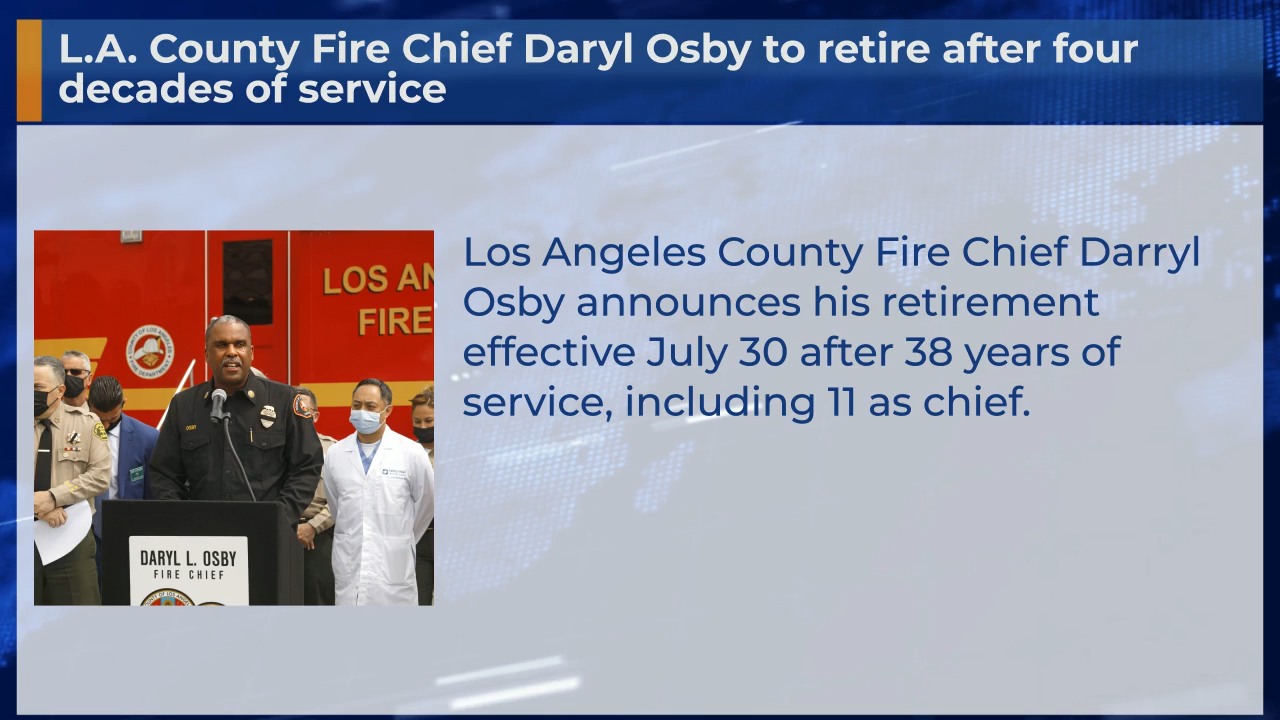 L.A. County Fire Chief Daryl Osby to retire after four
decades of service
Los Angeles County Fire Chief Darryl
Osby announces his retirement
effective July 30 after 38 years of
service, including 11 as chief.
LOS AN
FIRE
OSBY
DARYL L. OSBY
FIRE CHIEF